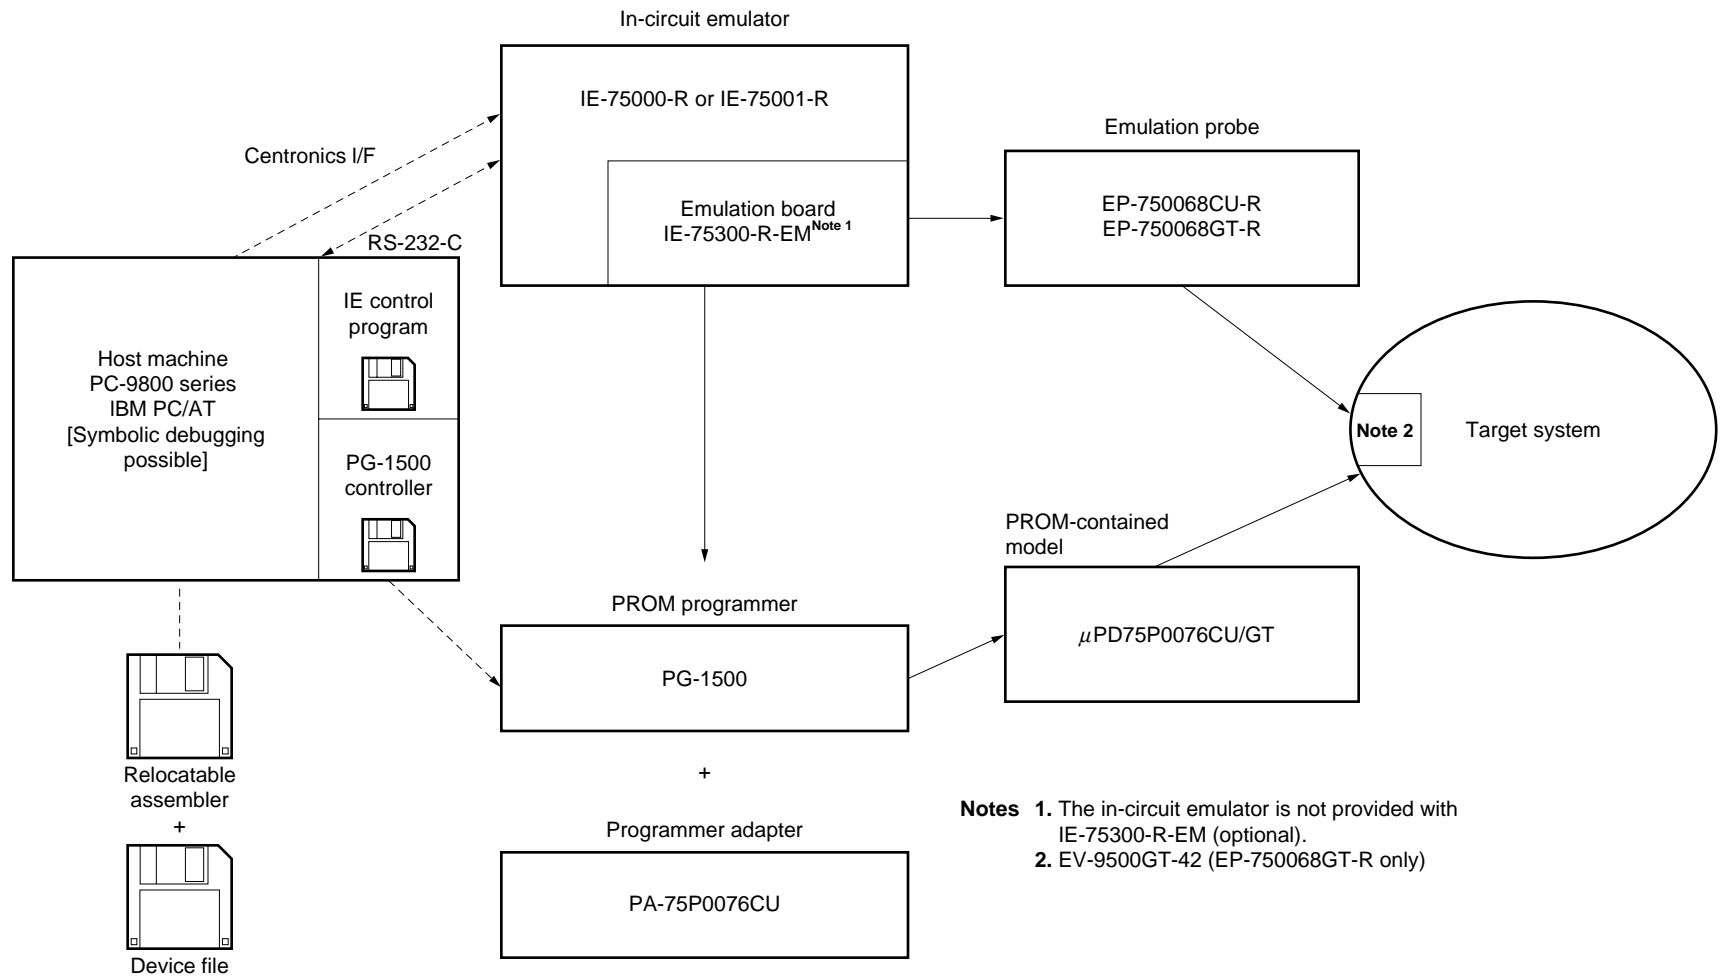 In-circuit emulator
IE-75000-R or IE-75001-R
Emulation board
IE-75300-R-EMNote 1
Centronics I/F
RS-232-C
Emulation probe
EP-750068CU-R
EP-750068GT-R
Host machine
PC-9800 series
IBM PC/AT
[Symbolic debugging
possible]
IE control
program
PG-1500
controller
Note 2
Target system
PROM-contained
model
μPD75P0076CU/GT
PROM programmer
PG-1500
+
Programmer adapter
PA-75P0076CU
Relocatable
assembler
+
Device file
Notes 1. The in-circuit emulator is not provided with
IE-75300-R-EM (optional).
2. EV-9500GT-42 (EP-750068GT-R only)